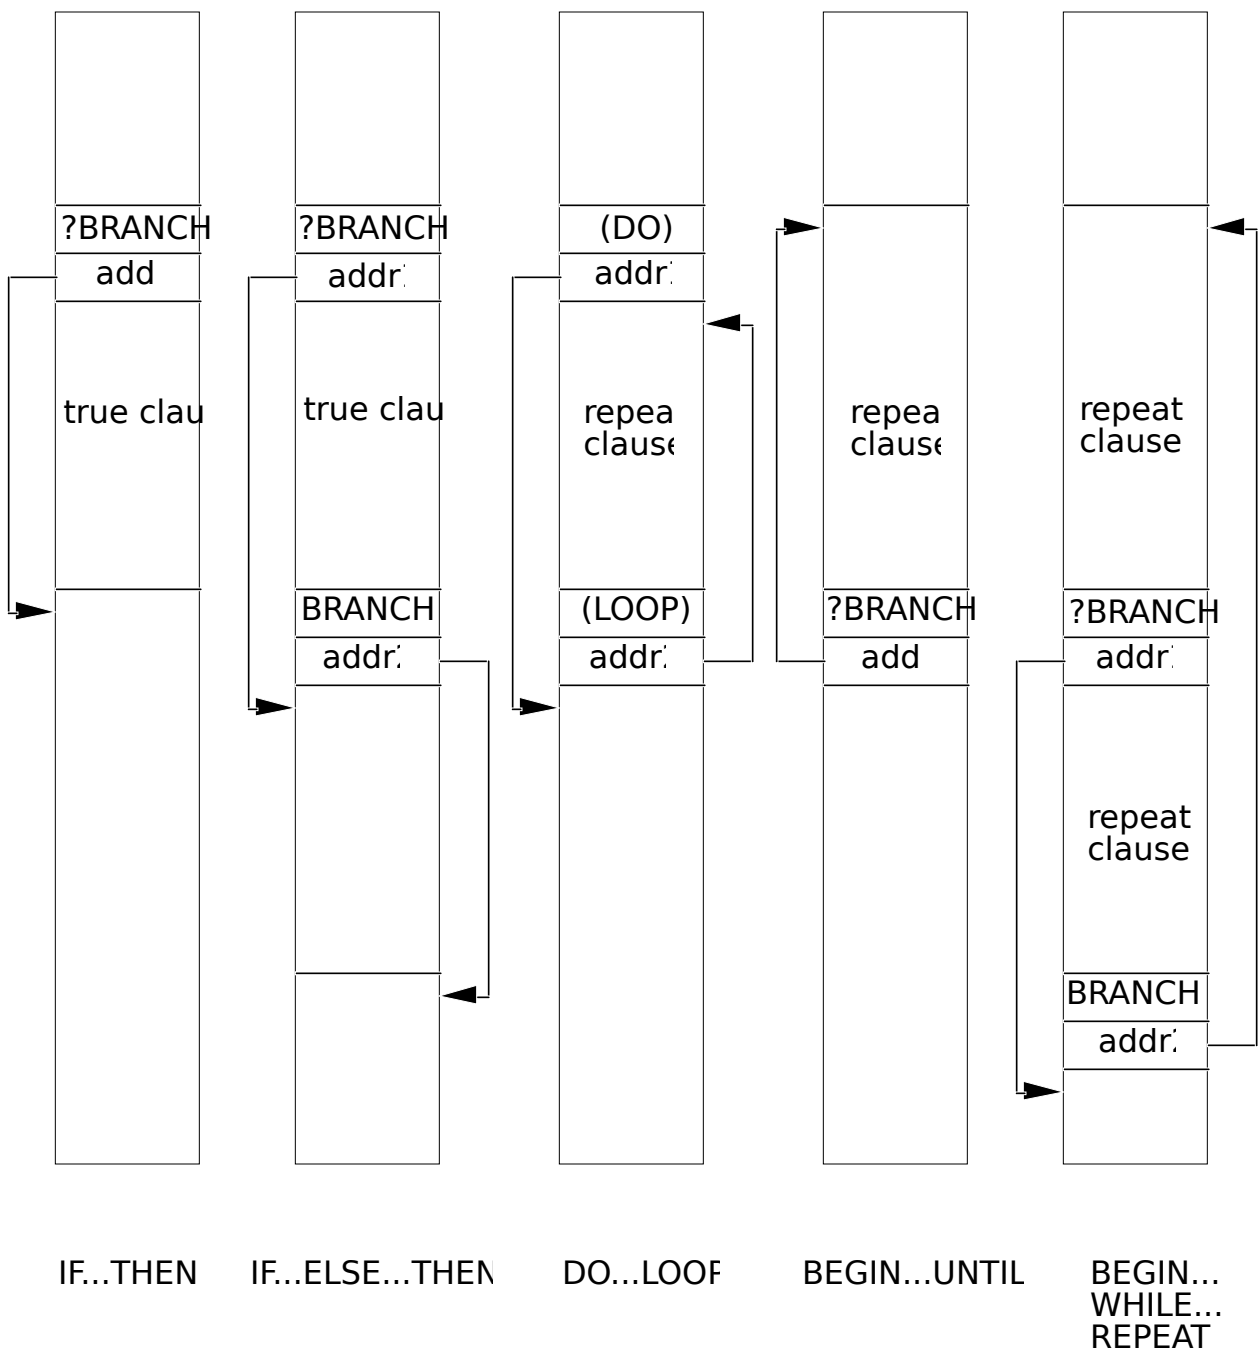 ?BRANCH
add
true clau
IF...THEN
?BRANCH
addr
true clau
BRANCH
addr
IF...ELSE...THEN
(DO)
addr
repea
clause
(LOOP)
addr
DO...LOOP
repea
clause
?BRANCH
add
BEGIN...UNTIL
repeat
clause
?BRANCH
addr
repeat
clause
BRANCH
addr
BEGIN...
WHILE...
REPEAT